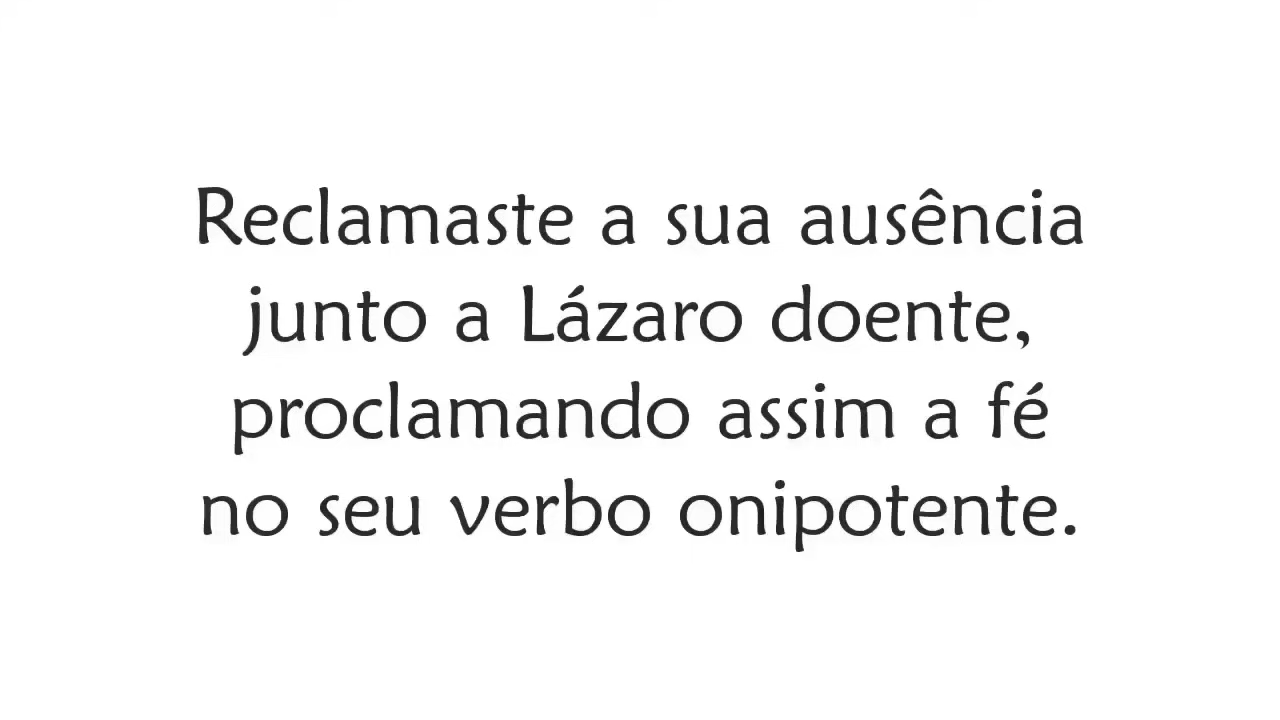 Reclamaste a sua ausência
junto a Lázaro doente,
proclamando assim a fé
no seu verbo onipotente.